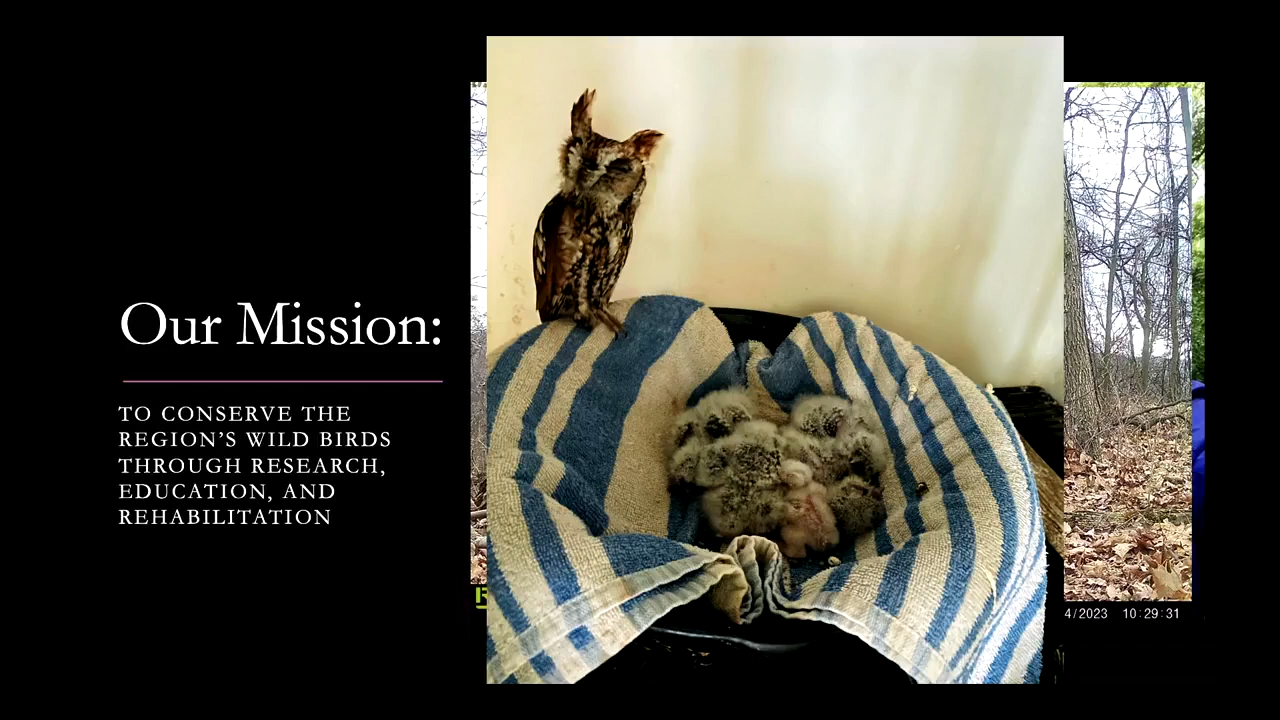 Our Mission:
TO CONSERVE THE
REGION'S WILD BIRDS
THROUGH RESEARCH,
EDUCATION, AND
REHABILITATION
4/2023 10:29:31